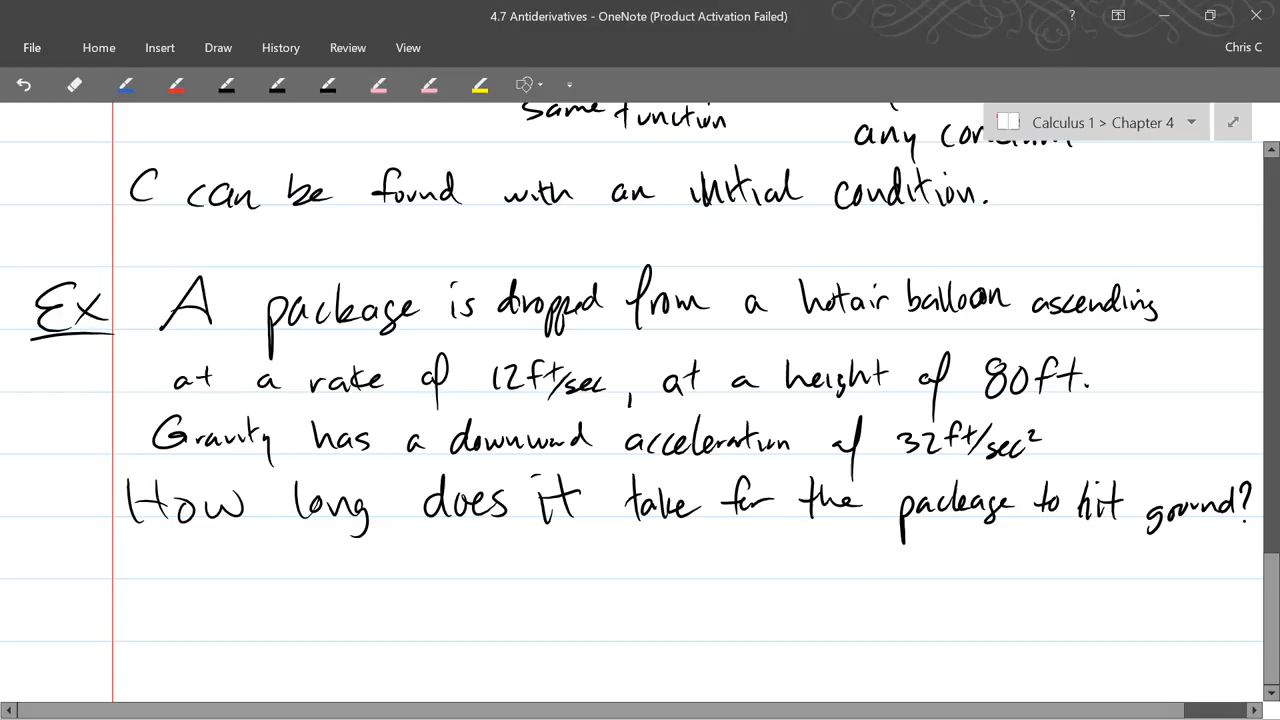 4.7 Antiderivatives - OneNote (Product Activation Failed)
?
File Home Insert Draw History Review View
Chris C
Calculus 1 > Chapter 4
same function
any constant
C can be found with an initial condition.
Ex A package is dropped from a hot air balloon ascending
at a rate of 12ft/sec, at a height of 80ft.
Gravity has a downward acceleration of 32ft/sec²
How long does it take for the package to hit ground?